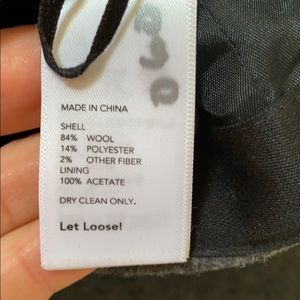 MADE IN CHINA
SHELL
84% WOOL
14% POLYESTER
2% OTHER FIBER
LINING
100% ACETATE
DRY CLEAN ONLY.
Let Loose!